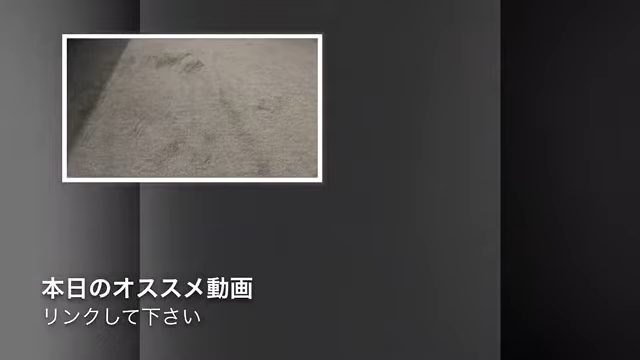 本日のオススメ動画
リンクして下さい